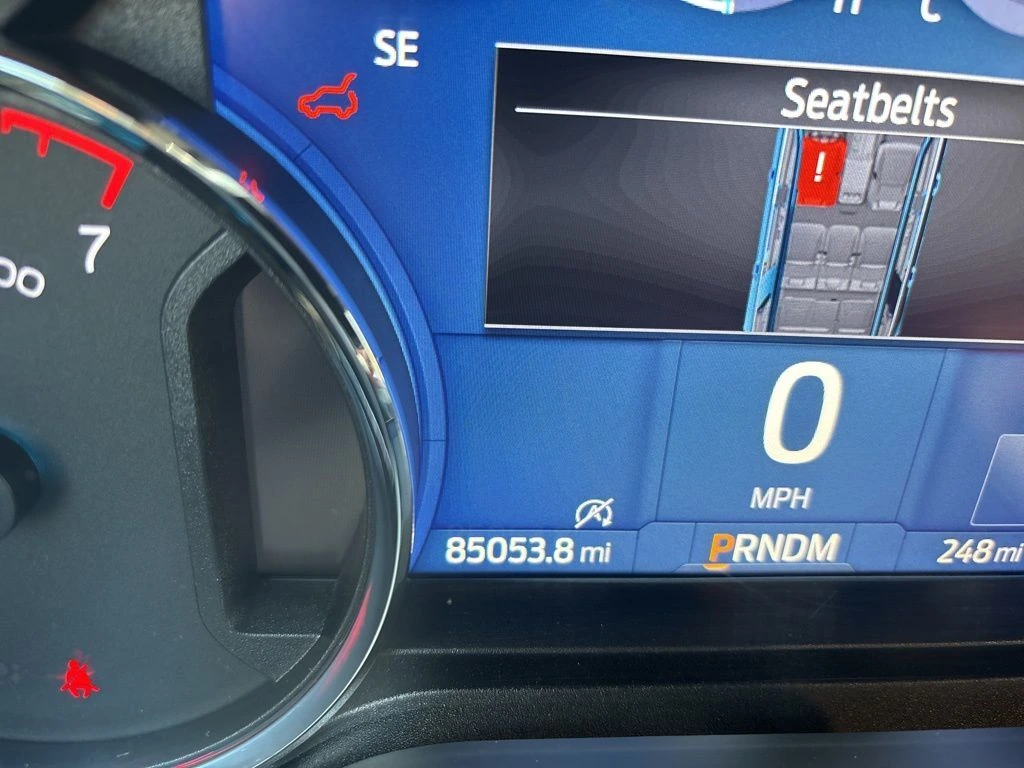 SE
Seatbelts
!
7
0
MPH
85053.8 mi
PRNDM
248 mi